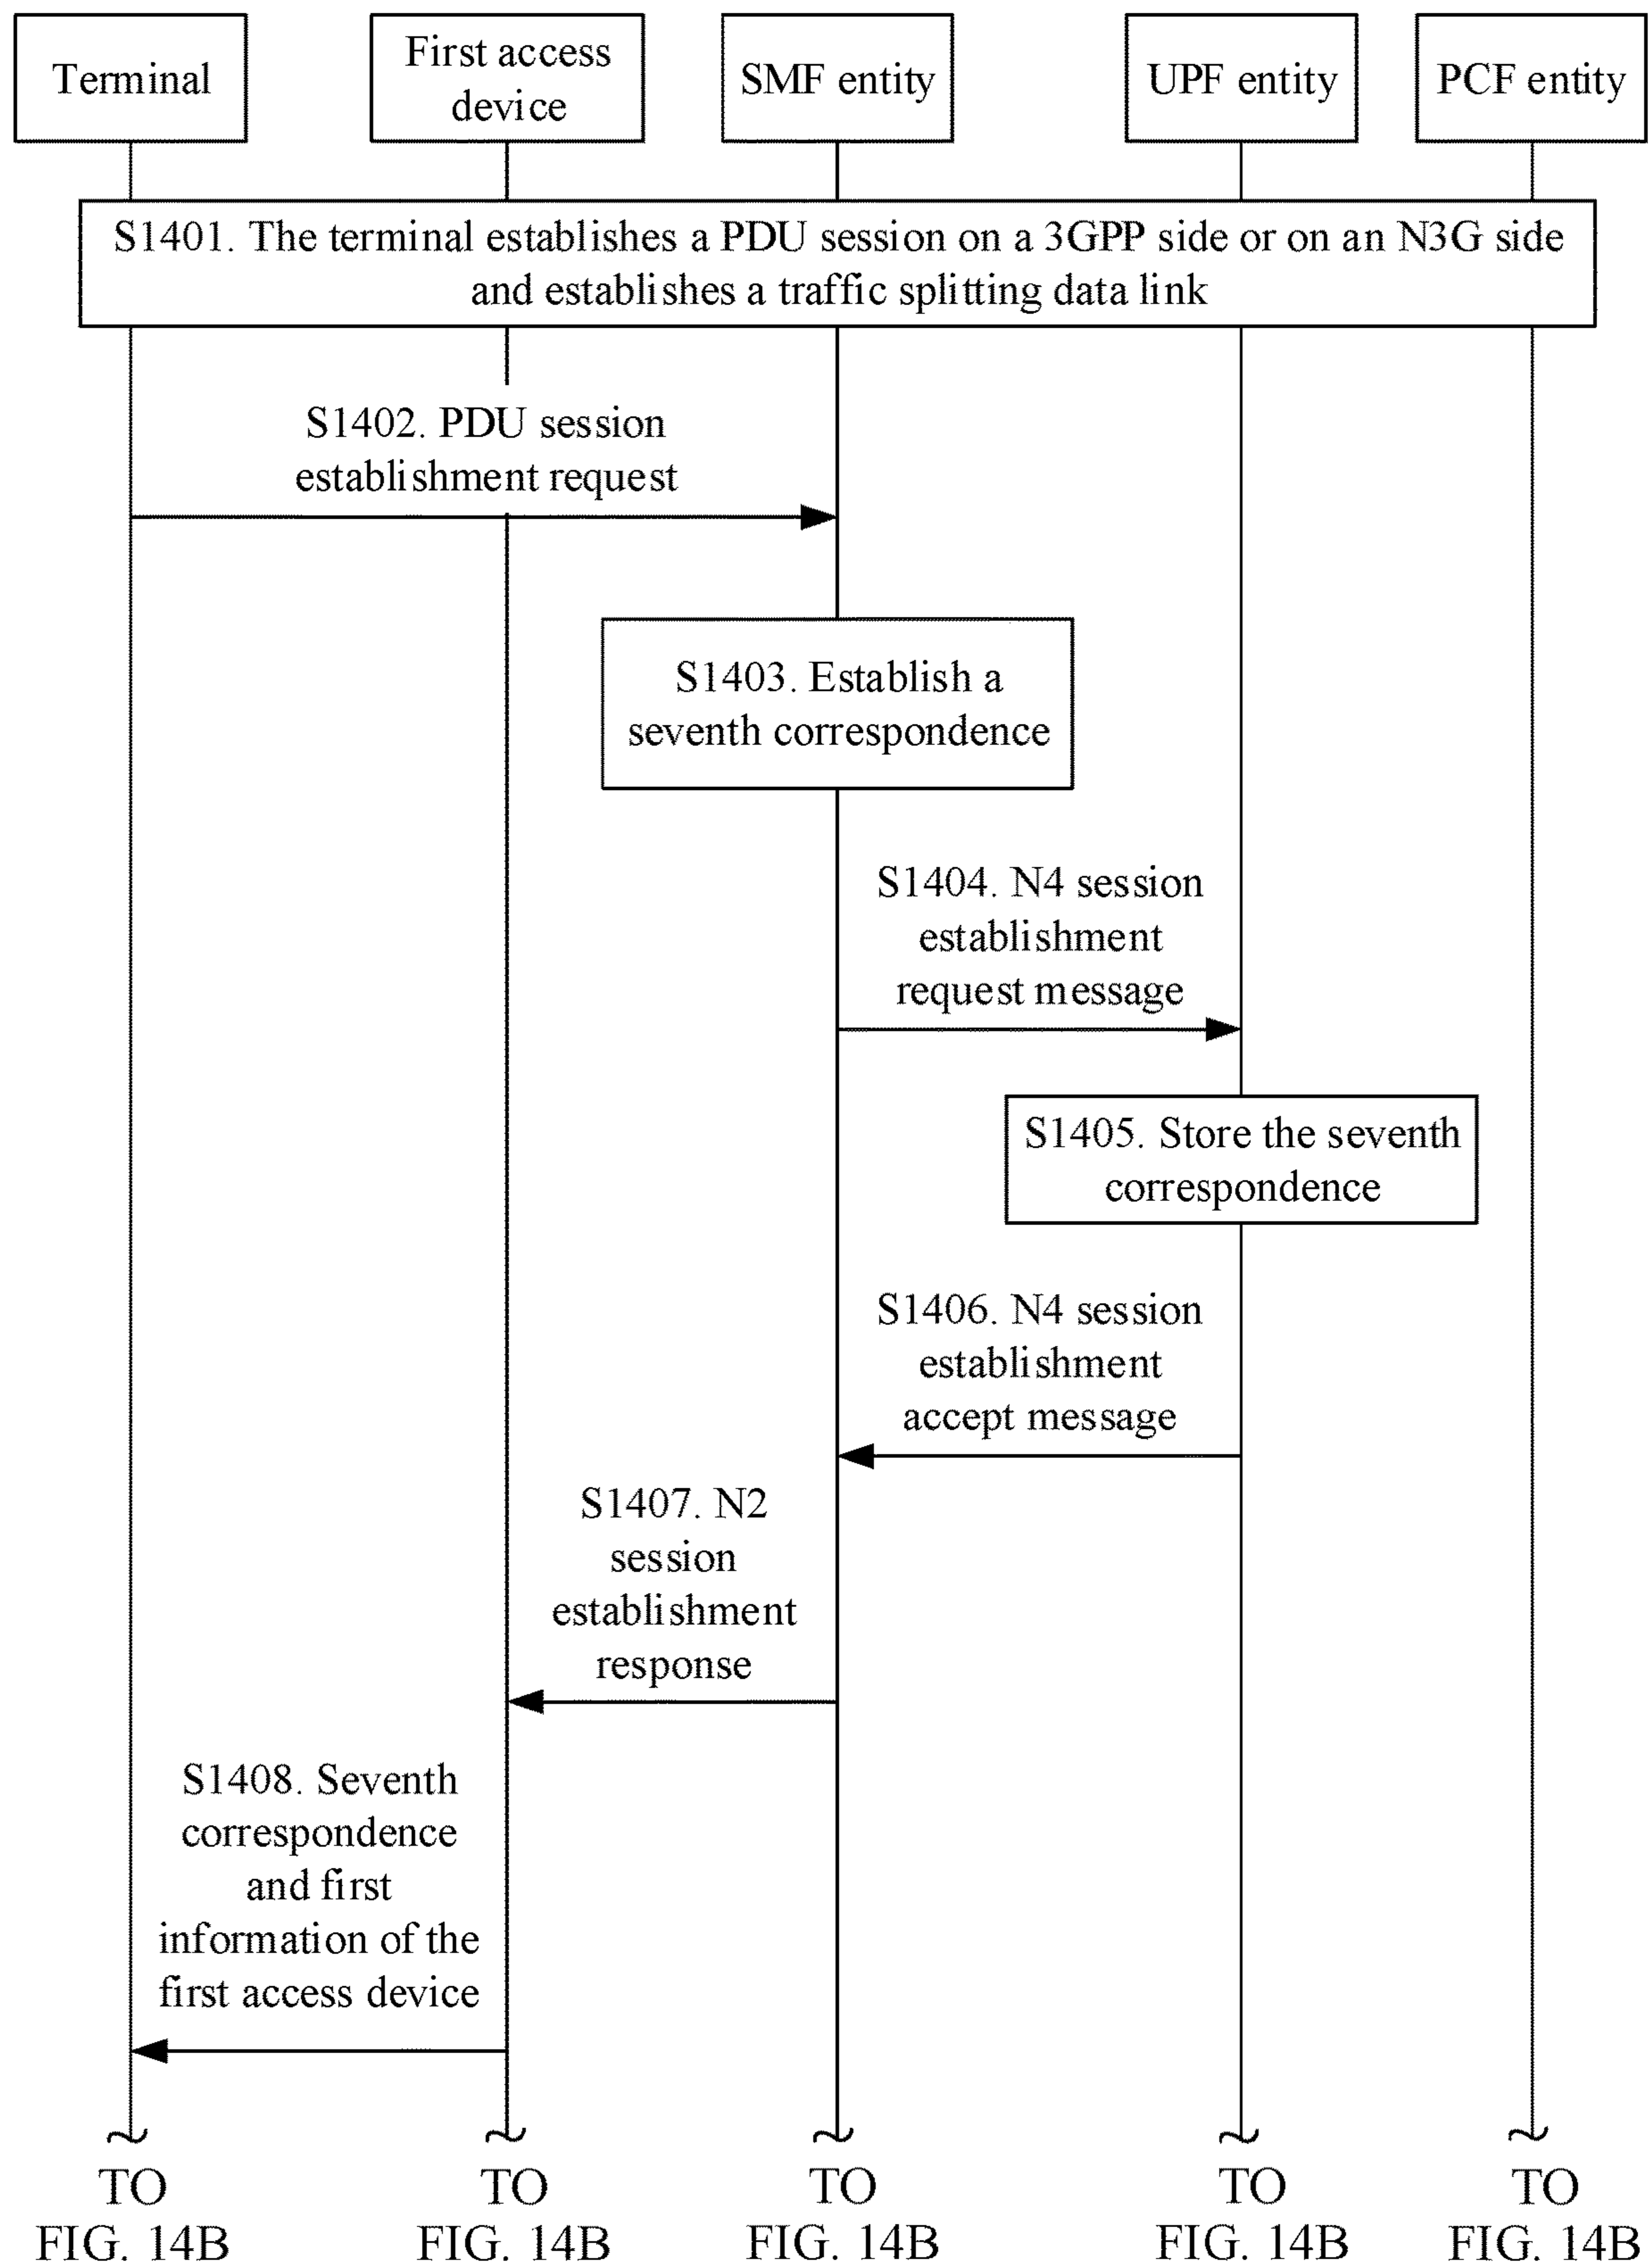 Terminal
First access
device
SMF entity
UPF entity
PCF entity
S1401. The terminal establishes a PDU session on a 3GPP side or on an N3G side
and establishes a traffic splitting data link
S1402. PDU session
establishment request
S1403. Establish a
seventh correspondence
S1404. N4 session
establishment
request message
S1405. Store the seventh
correspondence
S1406. N4 session
establishment
accept message
S1407. N2
session
establishment
response
S1408. Seventh
correspondence
and first
information of the
first access device
TO
FIG. 14B
TO
FIG. 14B
TO
FIG. 14B
TO
FIG. 14B
TO
FIG. 14B